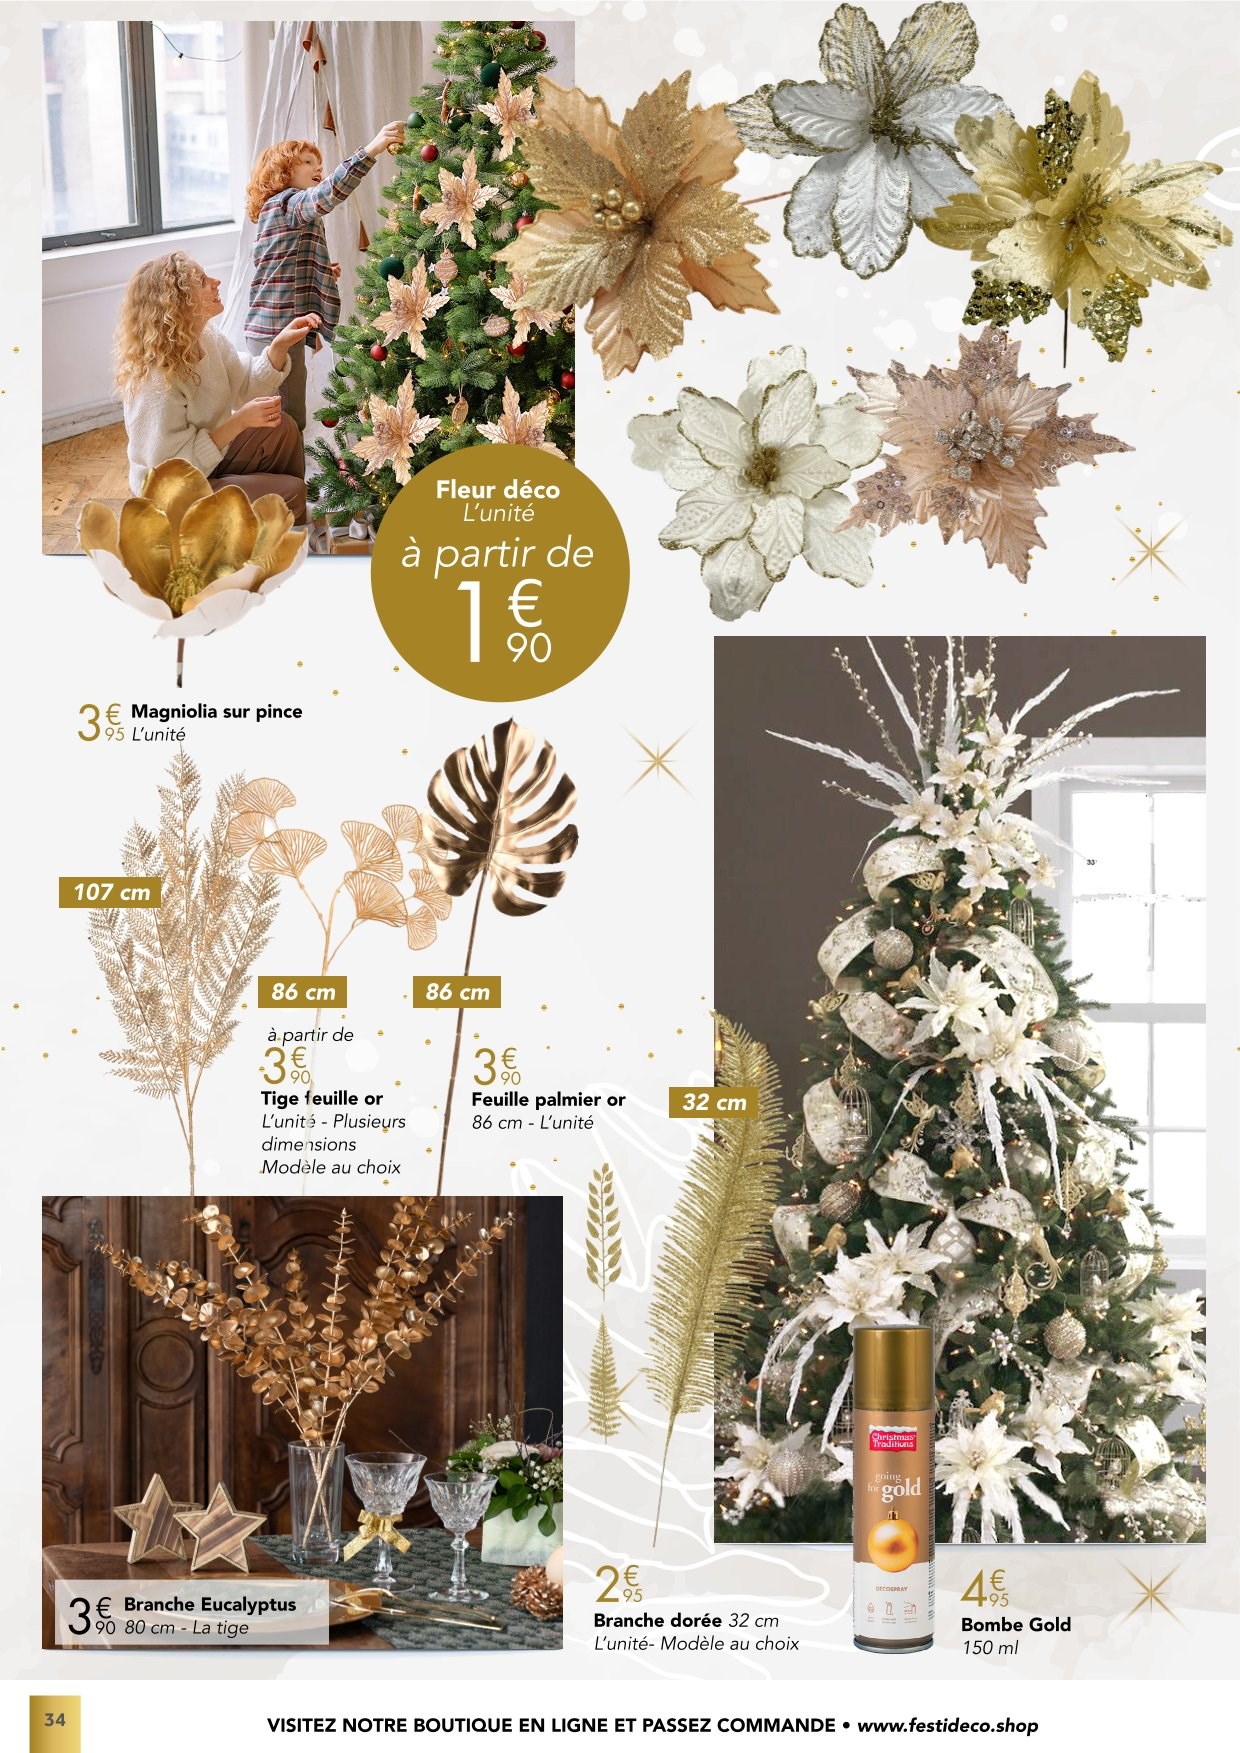 Fleur déco
L'unité
à partir de
1€90
3€95 Magniolia sur pince
L'unité
107 cm
86 cm
86 cm
à partir de
3€90
Tige feuille or
L'unité - Plusieurs
dimensions
Modèle au choix
3€90
Feuille palmier or
86 cm - L'unité
32 cm
33
Christmas
Traditions
going
for gold
DECOSPRAY
3€90 Branche Eucalyptus
80 cm - La tige
2€95
Branche dorée 32 cm
L'unité- Modèle au choix
4€95
Bombe Gold
150 ml
34
VISITEZ NOTRE BOUTIQUE EN LIGNE ET PASSEZ COMMANDE • www.festideco.shop